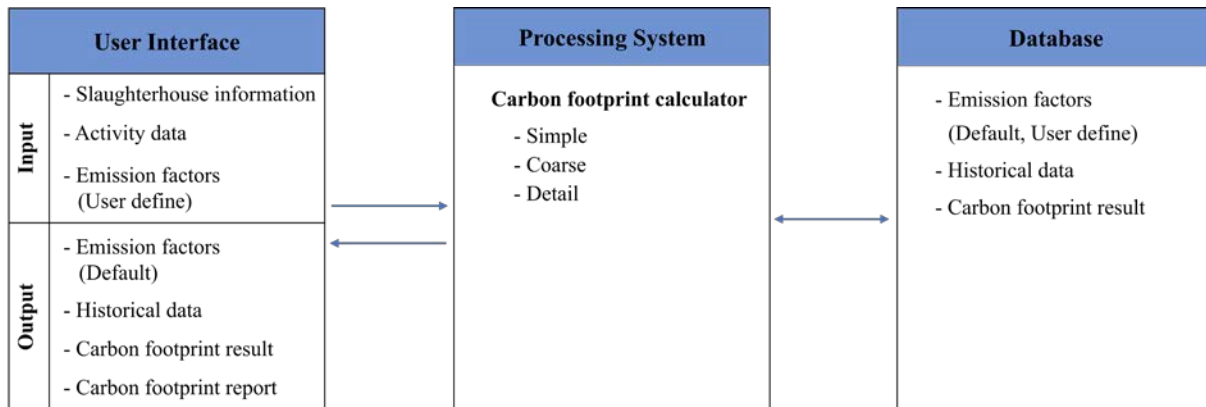 User Interface
Input
- Slaughterhouse information
- Activity data
- Emission factors
(User define)
Output
- Emission factors
(Default)
- Historical data
- Carbon footprint result
- Carbon footprint report
Processing System
Carbon footprint calculator
- Simple
- Coarse
- Detail
Database
- Emission factors
(Default, User define)
- Historical data
- Carbon footprint result